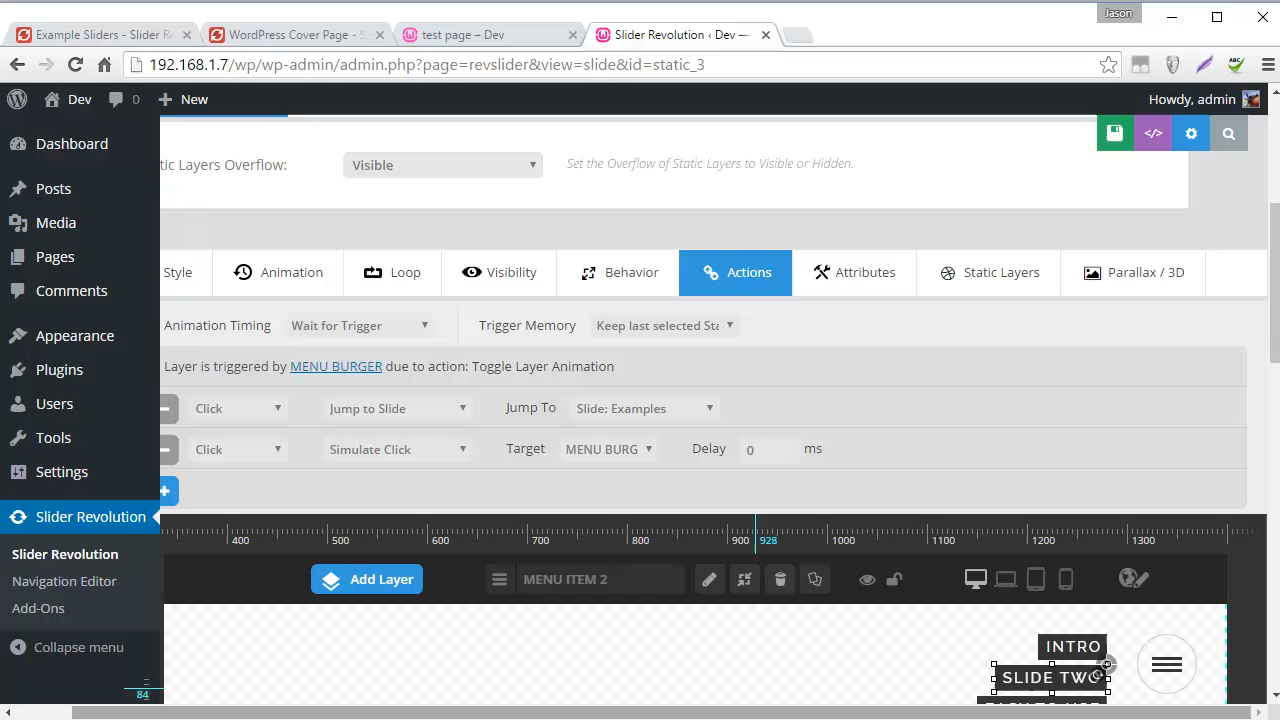 Jason
Example Sliders - Slider R
WordPress Cover Page - S
test page – Dev
Slider Revolution ‹ Dev —
192.168.1.7/wp/wp-admin/admin.php?page=revslider&view=slide&id=static_3
ABC
Dev
0
New
Howdy, admin
Dashboard
Posts
Media
Pages
Comments
Appearance
Plugins
Users
Tools
Settings
Slider Revolution
Slider Revolution
Navigation Editor
Add-Ons
Collapse menu
tic Layers Overflow:
Visible
Set the Overflow of Static Layers to Visible or Hidden.
Style
Animation
Loop
Visibility
Behavior
Actions
Attributes
Static Layers
Parallax / 3D
Animation Timing
Wait for Trigger
Trigger Memory
Keep last selected Sta
Layer is triggered by MENU BURGER due to action: Toggle Layer Animation
Click
Jump to Slide
Jump To
Slide: Examples
Click
Simulate Click
Target
MENU BURG
Delay
0
ms
400 500 600 700 800 900 928 1000 1100 1200 1300
Add Layer
MENU ITEM 2
INTRO
SLIDE TWO
84